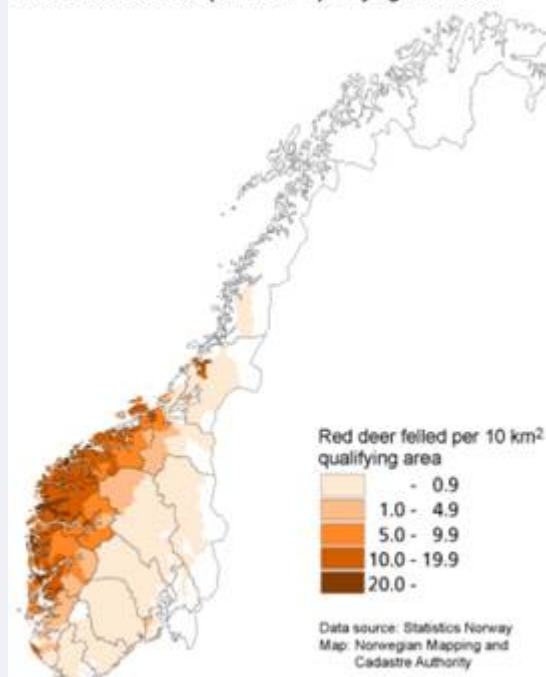 Red deer felled per 10 km²
qualifying area
- 0.9
1.0 - 4.9
5.0 - 9.9
10.0 - 19.9
20.0 -
Data source: Statistics Norway
Map: Norwegian Mapping and
Cadastre Authority